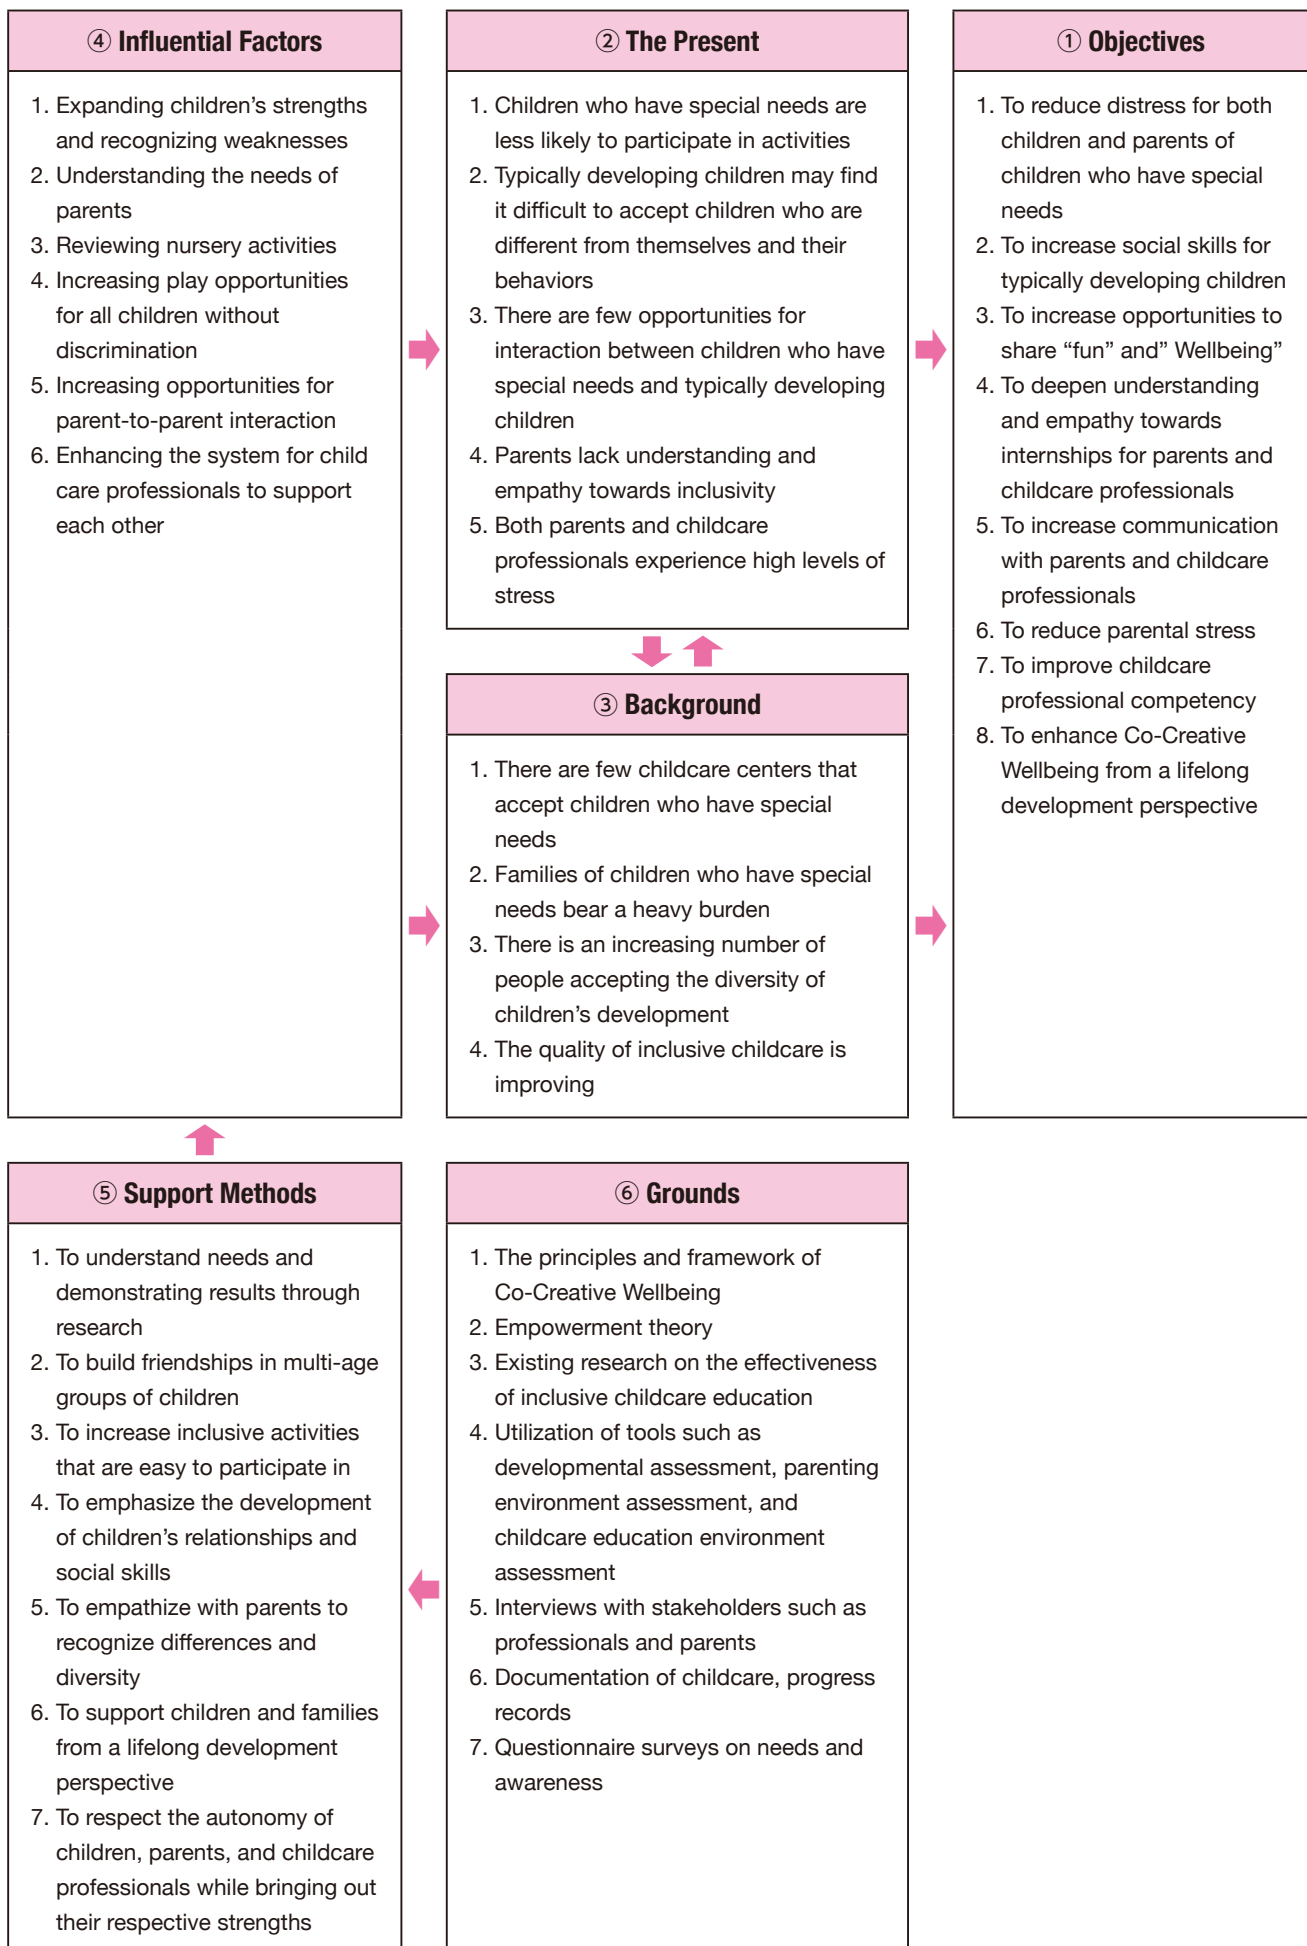 ④ Influential Factors
1. Expanding children’s strengths
and recognizing weaknesses
2. Understanding the needs of
parents
3. Reviewing nursery activities
4. Increasing play opportunities
for all children without
discrimination
5. Increasing opportunities for
parent-to-parent interaction
6. Enhancing the system for child
care professionals to support
each other
② The Present
1. Children who have special needs are
less likely to participate in activities
2. Typically developing children may find
it difficult to accept children who are
different from themselves and their
behaviors
3. There are few opportunities for
interaction between children who have
special needs and typically developing
children
4. Parents lack understanding and
empathy towards inclusivity
5. Both parents and childcare
professionals experience high levels of
stress
① Objectives
1. To reduce distress for both
children and parents of
children who have special
needs
2. To increase social skills for
typically developing children
3. To increase opportunities to
share “fun” and” Wellbeing”
4. To deepen understanding
and empathy towards
internships for parents and
childcare professionals
5. To increase communication
with parents and childcare
professionals
6. To reduce parental stress
7. To improve childcare
professional competency
8. To enhance Co-Creative
Wellbeing from a lifelong
development perspective
③ Background
1. There are few childcare centers that
accept children who have special
needs
2. Families of children who have special
needs bear a heavy burden
3. There is an increasing number of
people accepting the diversity of
children’s development
4. The quality of inclusive childcare is
improving
⑤ Support Methods
1. To understand needs and
demonstrating results through
research
2. To build friendships in multi-age
groups of children
3. To increase inclusive activities
that are easy to participate in
4. To emphasize the development
of children’s relationships and
social skills
5. To empathize with parents to
recognize differences and
diversity
6. To support children and families
from a lifelong development
perspective
7. To respect the autonomy of
children, parents, and childcare
professionals while bringing out
their respective strengths
⑥ Grounds
1. The principles and framework of
Co-Creative Wellbeing
2. Empowerment theory
3. Existing research on the effectiveness
of inclusive childcare education
4. Utilization of tools such as
developmental assessment, parenting
environment assessment, and
childcare education environment
assessment
5. Interviews with stakeholders such as
professionals and parents
6. Documentation of childcare, progress
records
7. Questionnaire surveys on needs and
awareness